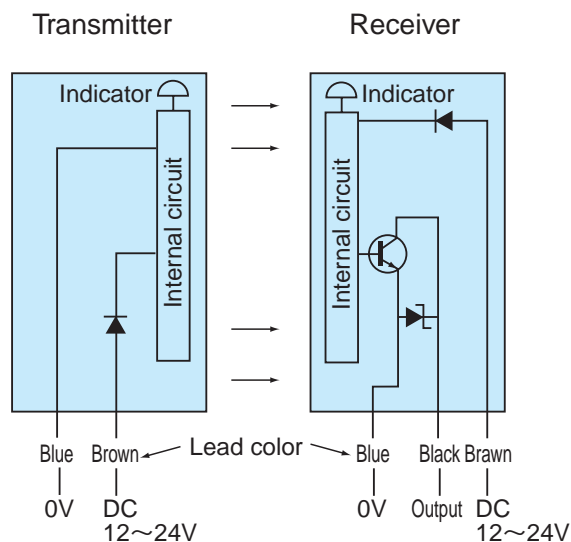 Transmitter
Receiver
Indicator
Indicator
Internal circuit
Internal circuit
Blue
Brown
Lead color
Blue
Black
Brawn
0V
DC
12～24V
0V
Output
DC
12～24V